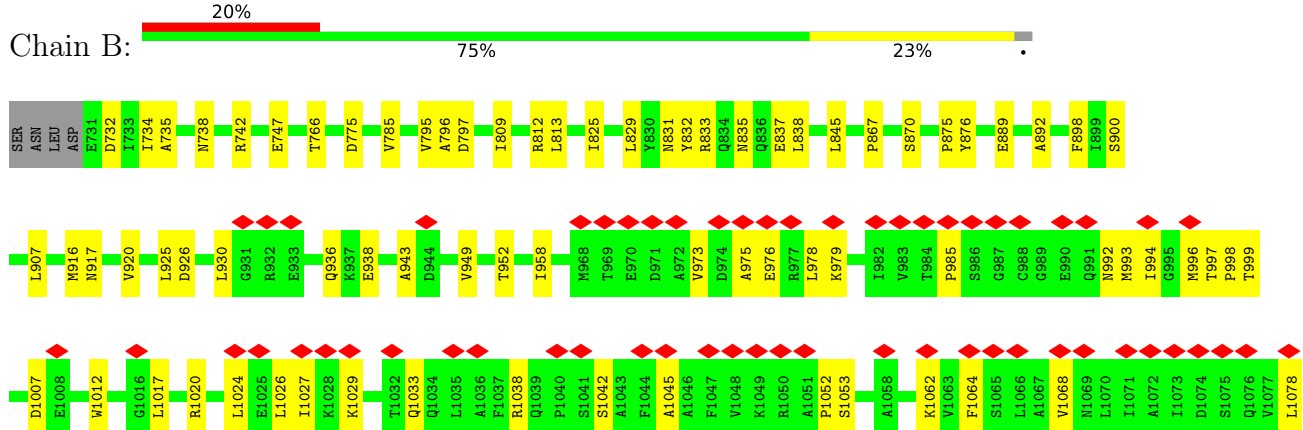 20%
Chain B:
75% 23% •
SER ASN LEU ASP E731 D732 I733 I734 A735 N738 R742 E747 T766 D775 V785 V795 A796 D797 I809 R812 L813 I825 L829 Y830 N831 Y832 R833 Q834 N835 Q836 E837 L838 L845 P867 S870 P875 Y876 E889 A892 F898 I899 S900
L907 M916 N917 V920 L925 D926 L930 G931 R932 E933 Q936 K937 E938 A943 D944 V949 T952 I958 M968 T969 E970 D971 A972 V973 D974 A975 E976 R977 L978 K979 I982 V983 T984 P985 S986 G987 C988 G989 E990 Q991 N992 M993 I994 G995 M996 T997 P998 T999
D1007 E1008 W1012 G1016 L1017 R1020 L1024 E1025 L1026 I1027 K1028 K1029 T1032 Q1033 Q1034 L1035 A1036 F1037 R1038 Q1039 P1040 S1041 S1042 A1043 F1044 A1045 A1046 F1047 V1048 K1049 R1050 A1051 P1052 S1053 A1058 K1062 V1063 F1064 S1065 L1066 A1067 V1068 N1069 L1070 I1071 A1072 I1073 D1074 S1075 Q1076 V1077 L1078